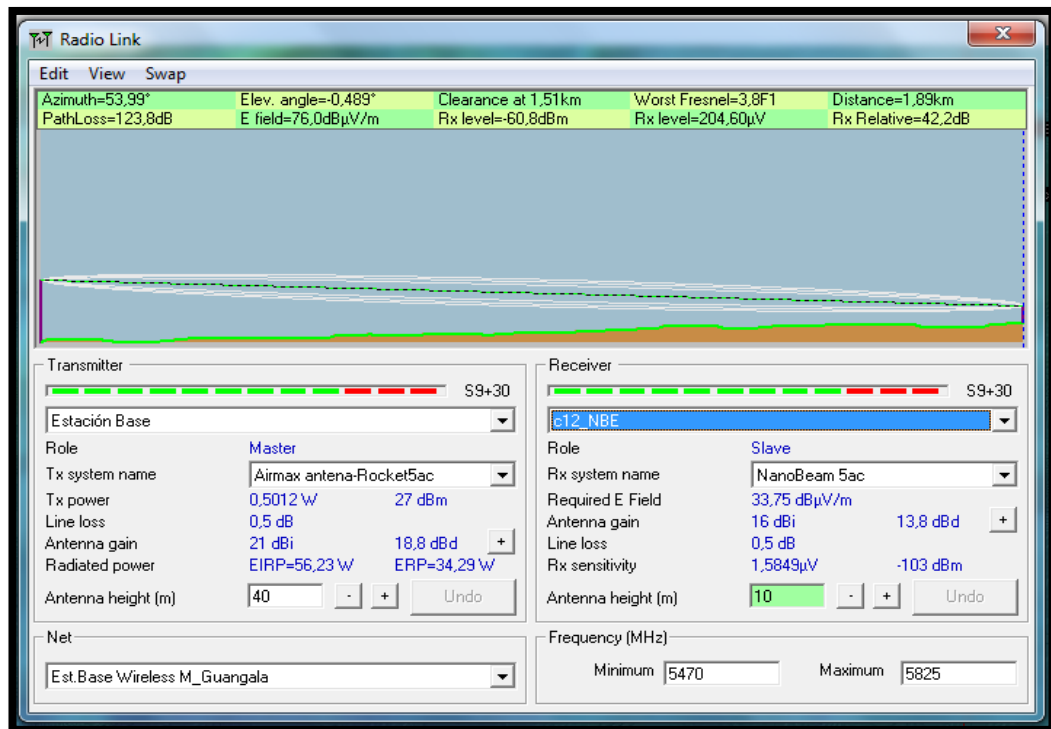 Radio Link
Edit View Swap
Azimuth=53,99° Elev. angle=-0,489° Clearance at 1,51km Worst Fresnel=3,8F1 Distance=1,89km
PathLoss=123,8dB E field=76,0dBµV/m Rx level=-60,8dBm Rx level=204,60µV Rx Relative=42,2dB
Transmitter
S9+30
Estación Base
Role Master
Tx system name Airmax antena-Rocket5ac
Tx power 0,5012 W 27 dBm
Line loss 0,5 dB
Antenna gain 21 dBi 18,8 dBd +
Radiated power EIRP=56,23 W ERP=34,29 W
Antenna height (m) 40 - + Undo
Net
Est.Base Wireless M_Guangala
Receiver
S9+30
c12_NBE
Role Slave
Rx system name NanoBeam 5ac
Required E Field 33,75 dBµV/m
Antenna gain 16 dBi 13,8 dBd +
Line loss 0,5 dB
Rx sensitivity 1,5849µV -103 dBm
Antenna height (m) 10 - + Undo
Frequency (MHz)
Minimum 5470 Maximum 5825